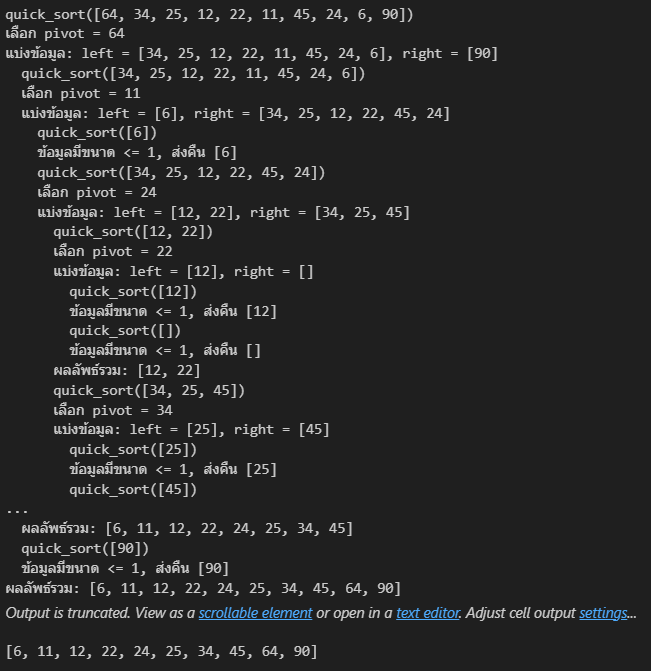 quick_sort([64, 34, 25, 12, 22, 11, 45, 24, 6, 90])
เลือก pivot = 64
แบ่งข้อมูล: left = [34, 25, 12, 22, 11, 45, 24, 6], right = [90]
  quick_sort([34, 25, 12, 22, 11, 45, 24, 6])
  เลือก pivot = 11
  แบ่งข้อมูล: left = [6], right = [34, 25, 12, 22, 45, 24]
    quick_sort([6])
    ข้อมูลมีขนาด <= 1, ส่งคืน [6]
    quick_sort([34, 25, 12, 22, 45, 24])
    เลือก pivot = 24
    แบ่งข้อมูล: left = [12, 22], right = [34, 25, 45]
      quick_sort([12, 22])
      เลือก pivot = 22
      แบ่งข้อมูล: left = [12], right = []
        quick_sort([12])
        ข้อมูลมีขนาด <= 1, ส่งคืน [12]
        quick_sort([])
        ข้อมูลมีขนาด <= 1, ส่งคืน []
      ผลลัพธ์รวม: [12, 22]
      quick_sort([34, 25, 45])
      เลือก pivot = 34
      แบ่งข้อมูล: left = [25], right = [45]
        quick_sort([25])
        ข้อมูลมีขนาด <= 1, ส่งคืน [25]
        quick_sort([45])
...
  ผลลัพธ์รวม: [6, 11, 12, 22, 24, 25, 34, 45]
  quick_sort([90])
  ข้อมูลมีขนาด <= 1, ส่งคืน [90]
ผลลัพธ์รวม: [6, 11, 12, 22, 24, 25, 34, 45, 64, 90]
Output is truncated. View as a scrollable element or open in a text editor. Adjust cell output settings...
[6, 11, 12, 22, 24, 25, 34, 45, 64, 90]